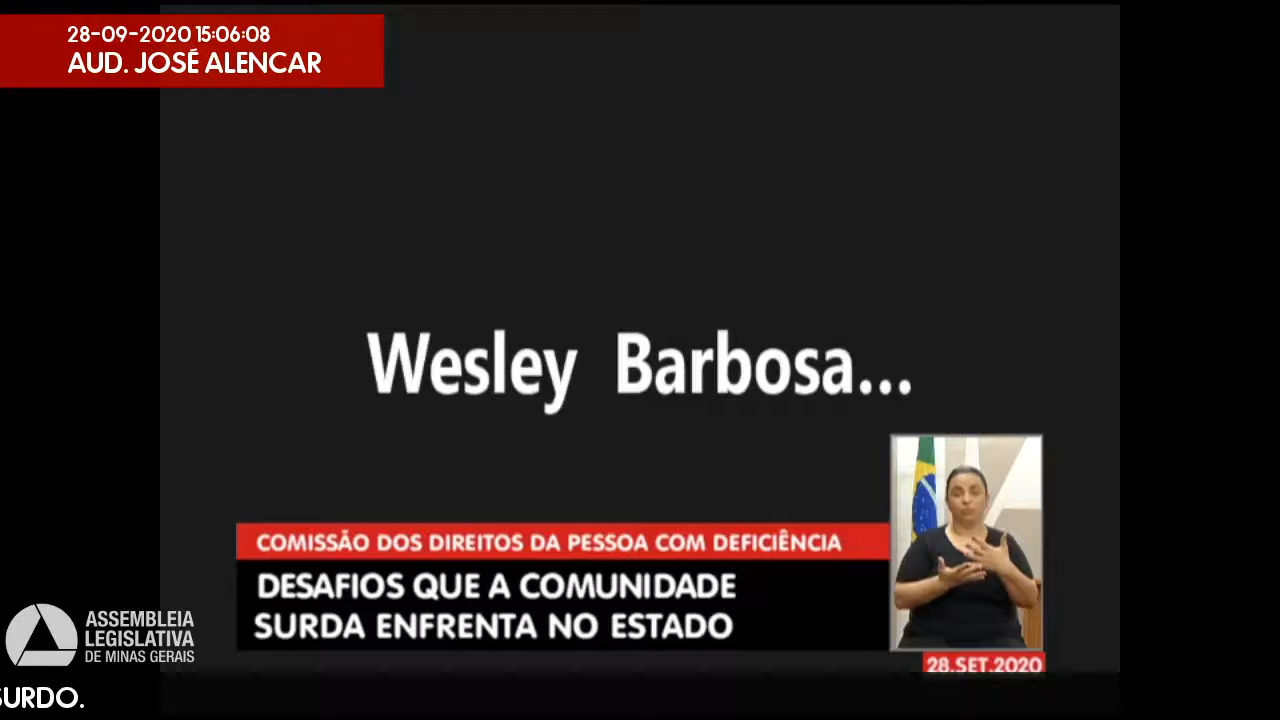 28-09-2020 15:06:08
AUD. JOSÉ ALENCAR
Wesley Barbosa...
COMISSÃO DOS DIREITOS DA PESSOA COM DEFICIÊNCIA
DESAFIOS QUE A COMUNIDADE
SURDA ENFRENTA NO ESTADO
ASSEMBLEIA
LEGISLATIVA
DE MINAS GERAIS
28.SET.2020
SURDO.